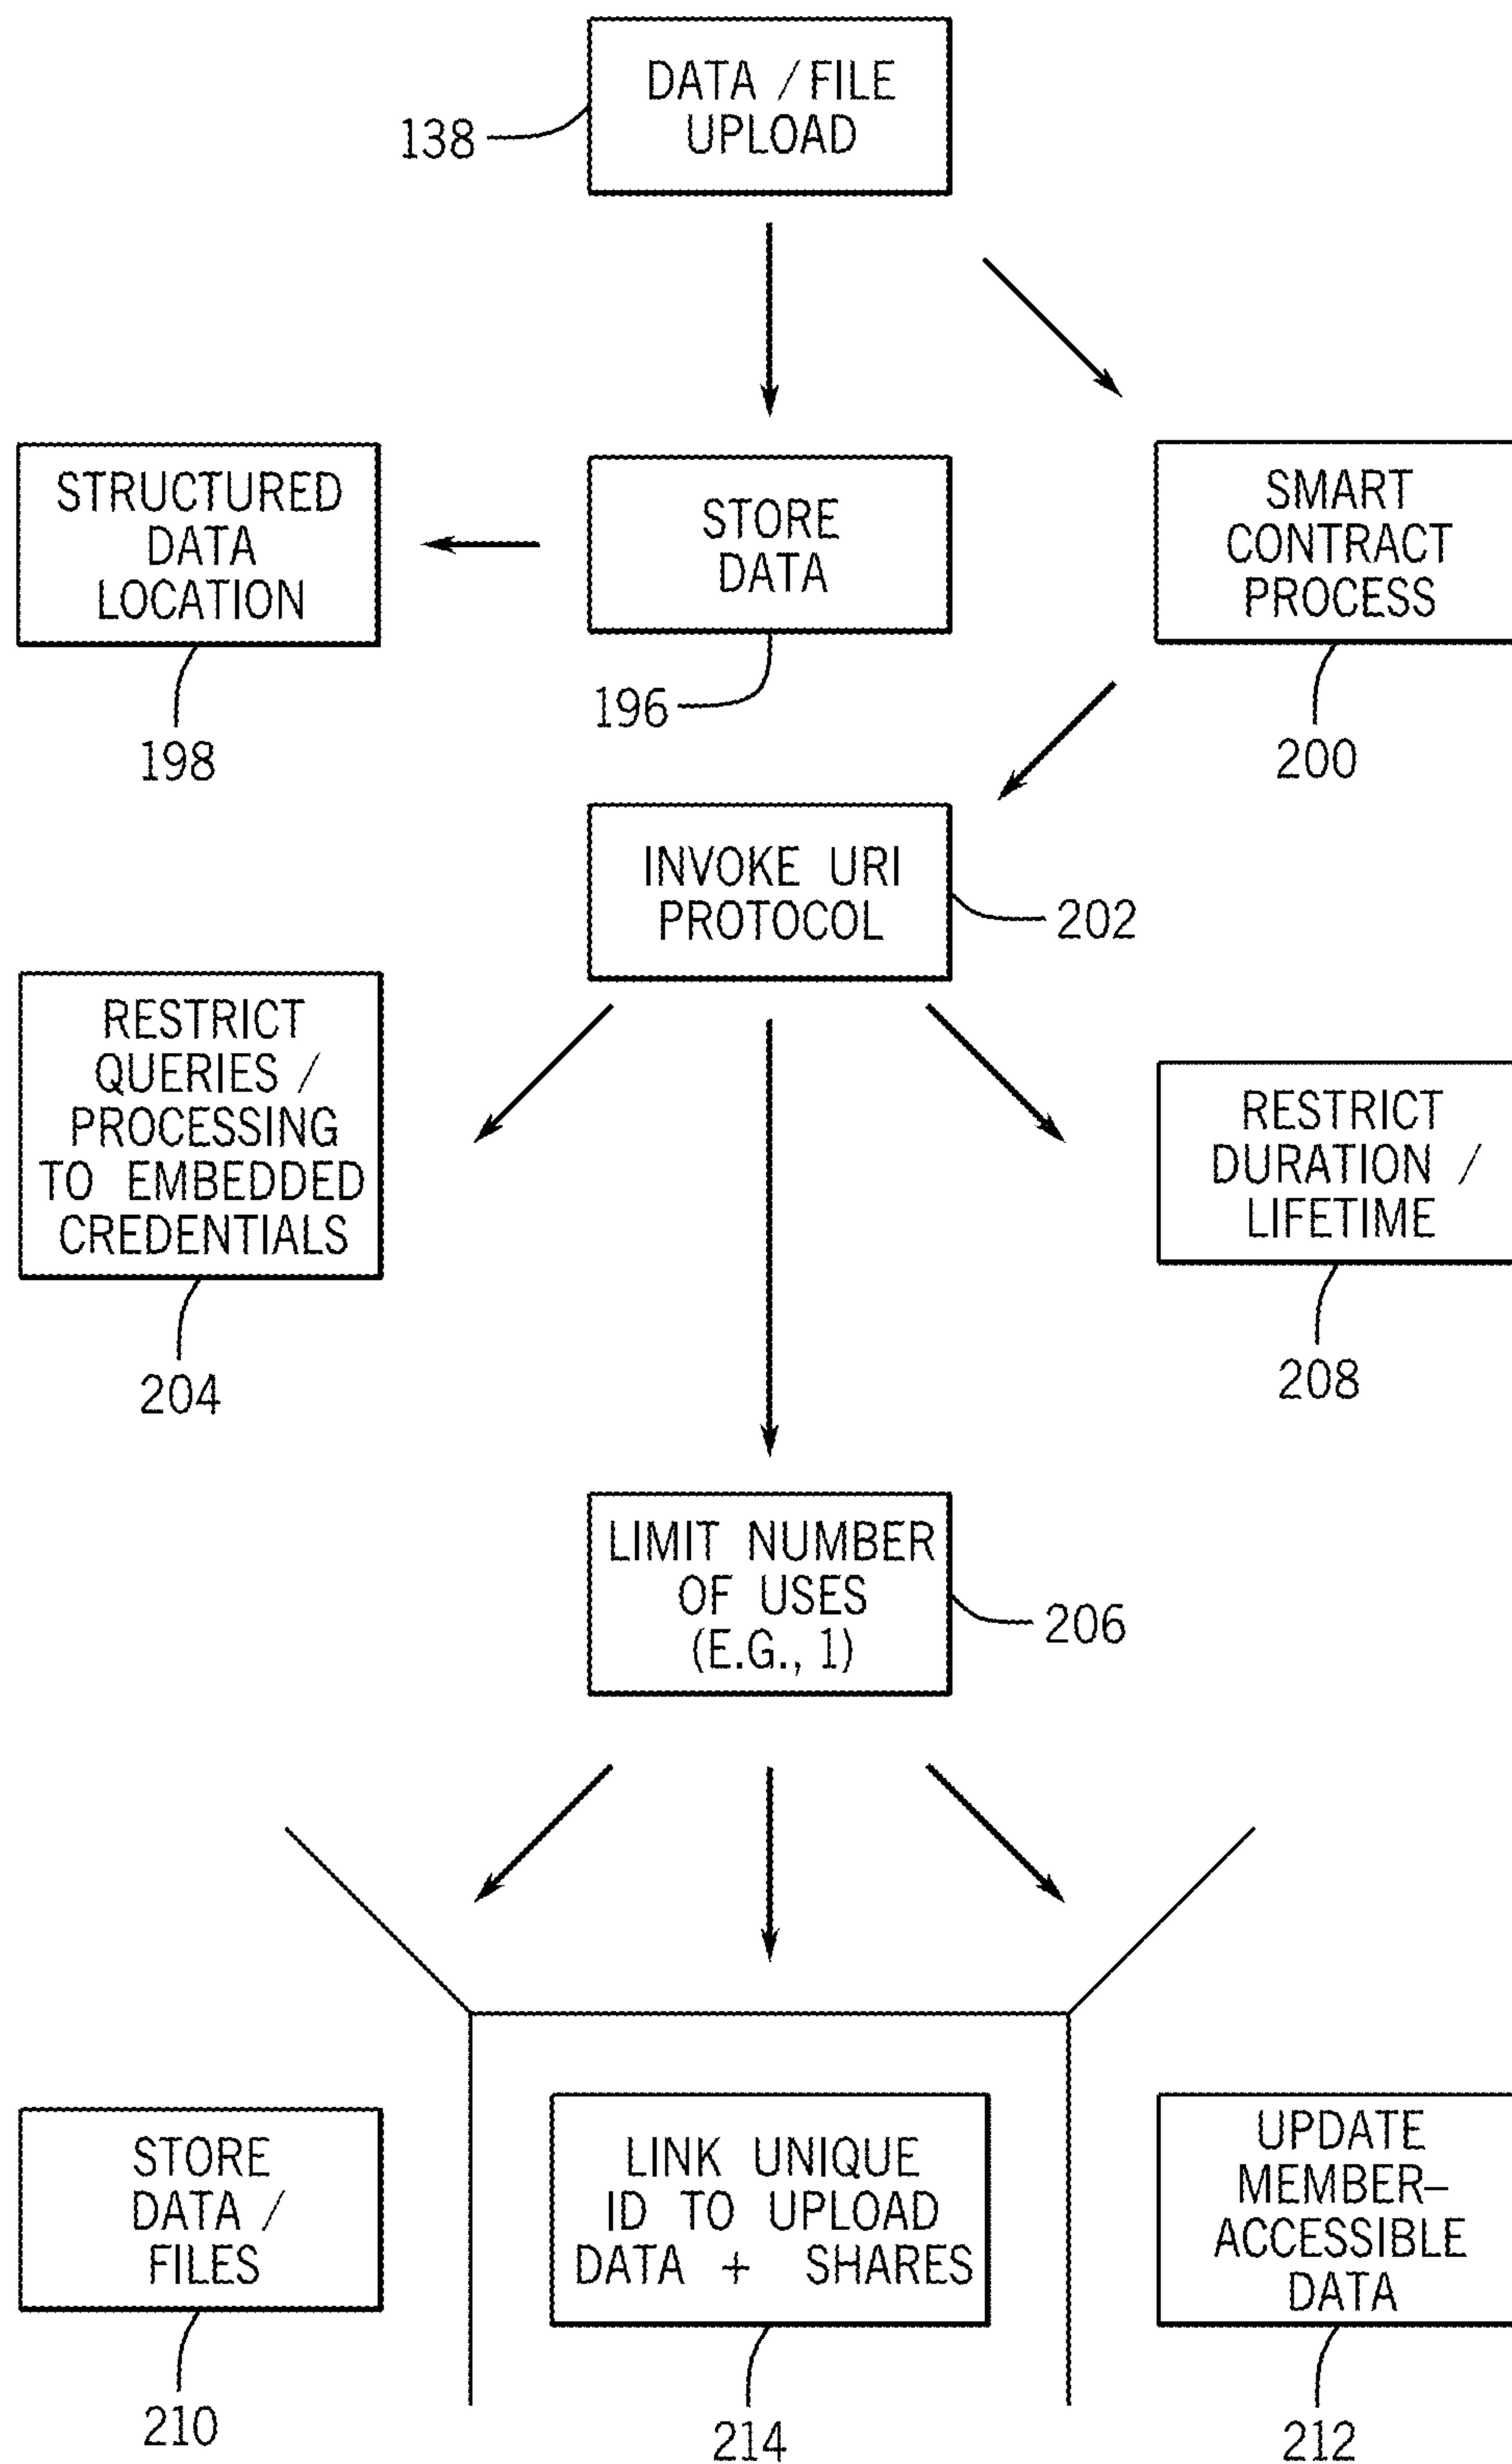 DATA / FILE
UPLOAD
138
STRUCTURED
DATA
LOCATION
198
STORE
DATA
196
SMART
CONTRACT
PROCESS
200
INVOKE URI
PROTOCOL
202
RESTRICT
QUERIES /
PROCESSING
TO EMBEDDED
CREDENTIALS
204
RESTRICT
DURATION /
LIFETIME
208
LIMIT NUMBER
OF USES
(E.G., 1)
206
STORE
DATA /
FILES
210
LINK UNIQUE
ID TO UPLOAD
DATA + SHARES
214
UPDATE
MEMBER–
ACCESSIBLE
DATA
212